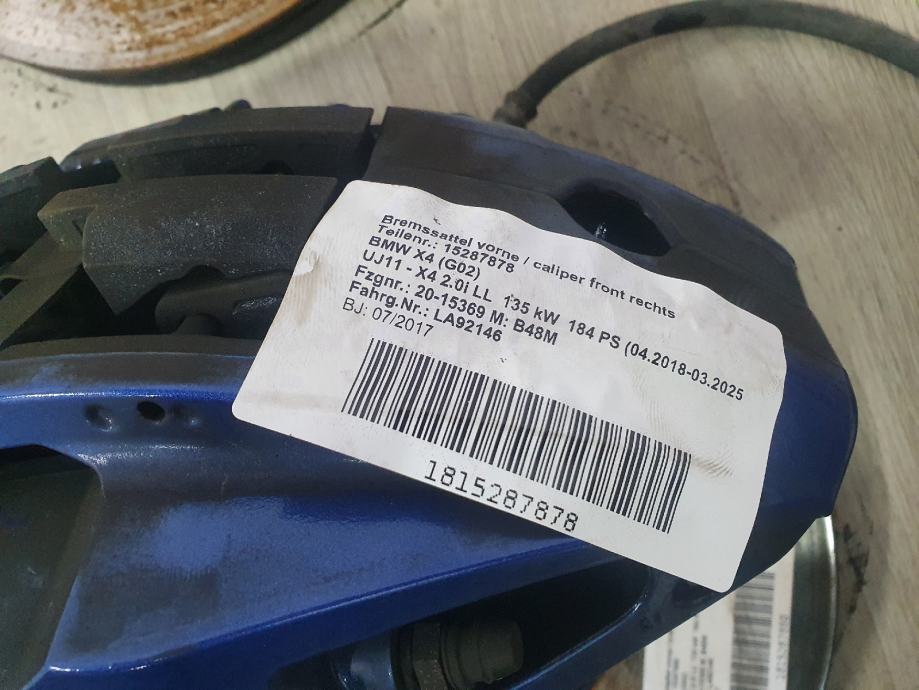 Bremssattel vorne / caliper front rechts
Teilenr.: 15287878
BMW X4 (G02)
UJ11 - X4 2.0i LL 135 kW 184 PS (04.2018-03.2025
Fzgnr.: 20-15369 M: B48M
Fahrg.Nr.: LA92146
BJ: 07/2017
1815287878